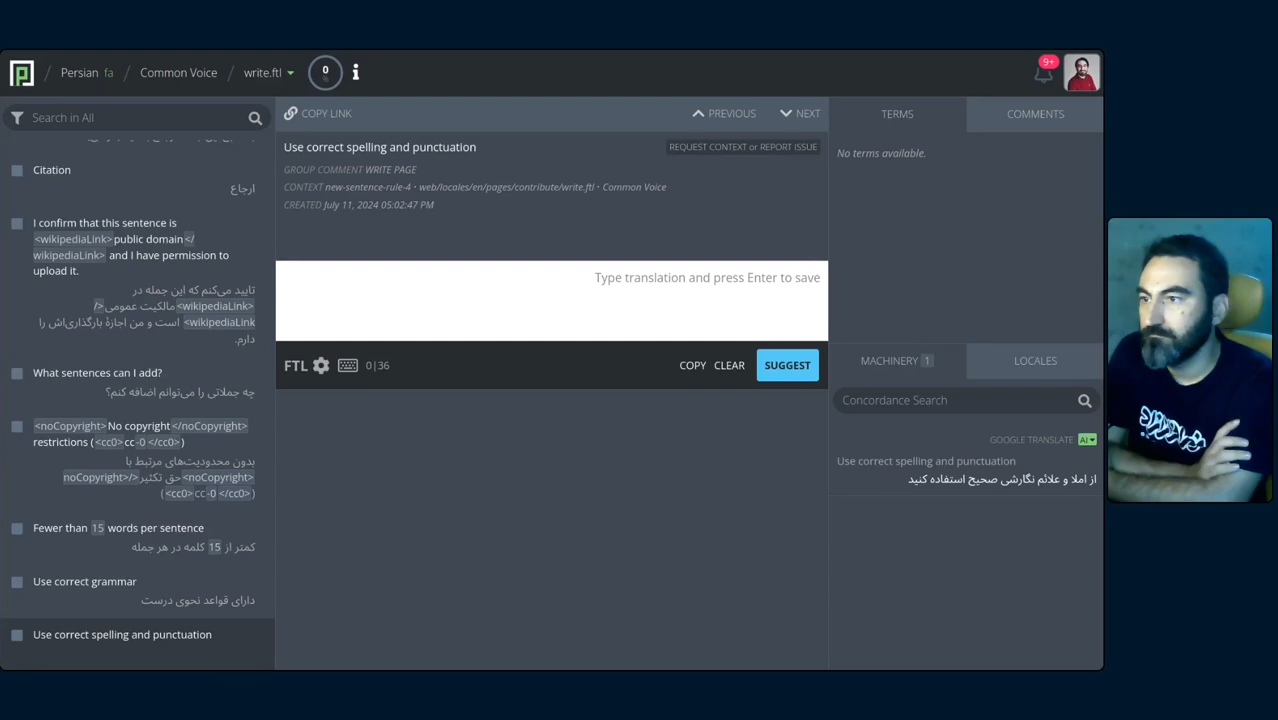 Persian fa / Common Voice / write.ftl
0
9+
Search in All
Citation
ارجاع
I confirm that this sentence is
<wikipediaLink>public domain</
wikipediaLink> and I have permission to
upload it.
تایید می‌کنم که این جمله در
<wikipediaLink>مالکیت عمومی</
wikipediaLink> است و من اجازهٔ بارگذاری‌اش را
دارم.
What sentences can I add?
چه جملاتی را می‌توانم اضافه کنم؟
<noCopyright>No copyright</noCopyright>
restrictions (<cc0>cc-0 </cc0>)
بدون محدودیت‌های مرتبط با
<noCopyright>حق تکثیر</noCopyright>
(<cc0>cc-0 </cc0>)
Fewer than 15 words per sentence
کمتر از 15 کلمه در هر جمله
Use correct grammar
دارای قواعد نحوی درست
Use correct spelling and punctuation
COPY LINK
PREVIOUS
NEXT
Use correct spelling and punctuation
REQUEST CONTEXT or REPORT ISSUE
GROUP COMMENT WRITE PAGE
CONTEXT new-sentence-rule-4 • web/locales/en/pages/contribute/write.ftl • Common Voice
CREATED July 11, 2024 05:02:47 PM
Type translation and press Enter to save
FTL
0|36
COPY
CLEAR
SUGGEST
TERMS
COMMENTS
No terms available.
MACHINERY 1
LOCALES
Concordance Search
GOOGLE TRANSLATE AI
Use correct spelling and punctuation
از املا و علائم نگارشی صحیح استفاده کنید